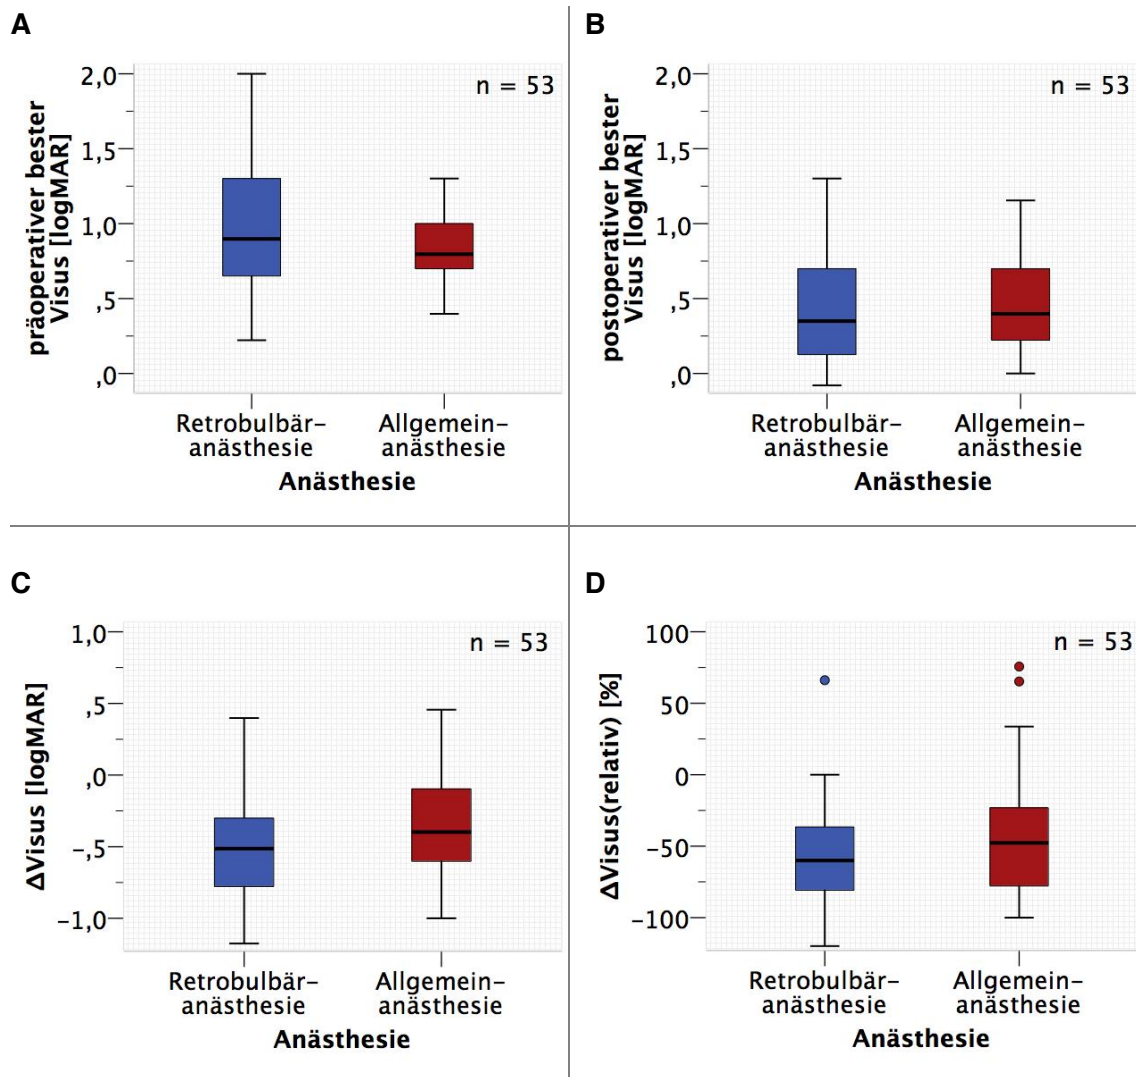 A
präoperativer bester
Visus [logMAR]
2,0
1,5
1,0
,5
,0
n = 53
Retrobulbär-
anästhesie
Allgemein-
anästhesie
Anästhesie
B
postoperativer bester
Visus [logMAR]
2,0
1,5
1,0
,5
,0
n = 53
Retrobulbär-
anästhesie
Allgemein-
anästhesie
Anästhesie
C
ΔVisus [logMAR]
1,0
,5
,0
-,5
-1,0
n = 53
Retrobulbär-
anästhesie
Allgemein-
anästhesie
Anästhesie
D
ΔVisus(relativ) [%]
100
50
0
-50
-100
n = 53
Retrobulbär-
anästhesie
Allgemein-
anästhesie
Anästhesie